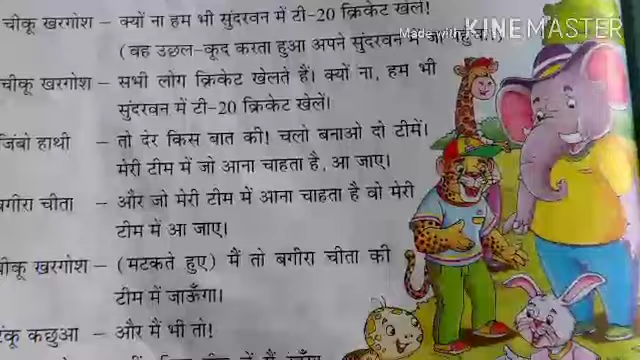 चीकू खरगोश - क्यों ना हम भी सुंदरवन में टी-20 क्रिकेट खेलें!
Made with KINEMASTER
(वह उछल-कूद करता हुआ अपने सुंदरवन में
चीकू खरगोश - सभी लोग क्रिकेट खेलते हैं। क्यों ना, हम भी
सुंदरवन में टी-20 क्रिकेट खेलें।
जिंबो हाथी - तो देर किस बात की! चलो बनाओ दो टीमें।
मेरी टीम में जो आना चाहता है, आ जाए।
बगीरा चीता - और जो मेरी टीम में आना चाहता है वो मेरी
टीम में आ जाए।
चीकू खरगोश - (मटकते हुए) मैं तो बगीरा चीता की
टीम में जाऊँगा।
कछुआ - और मैं भी तो!